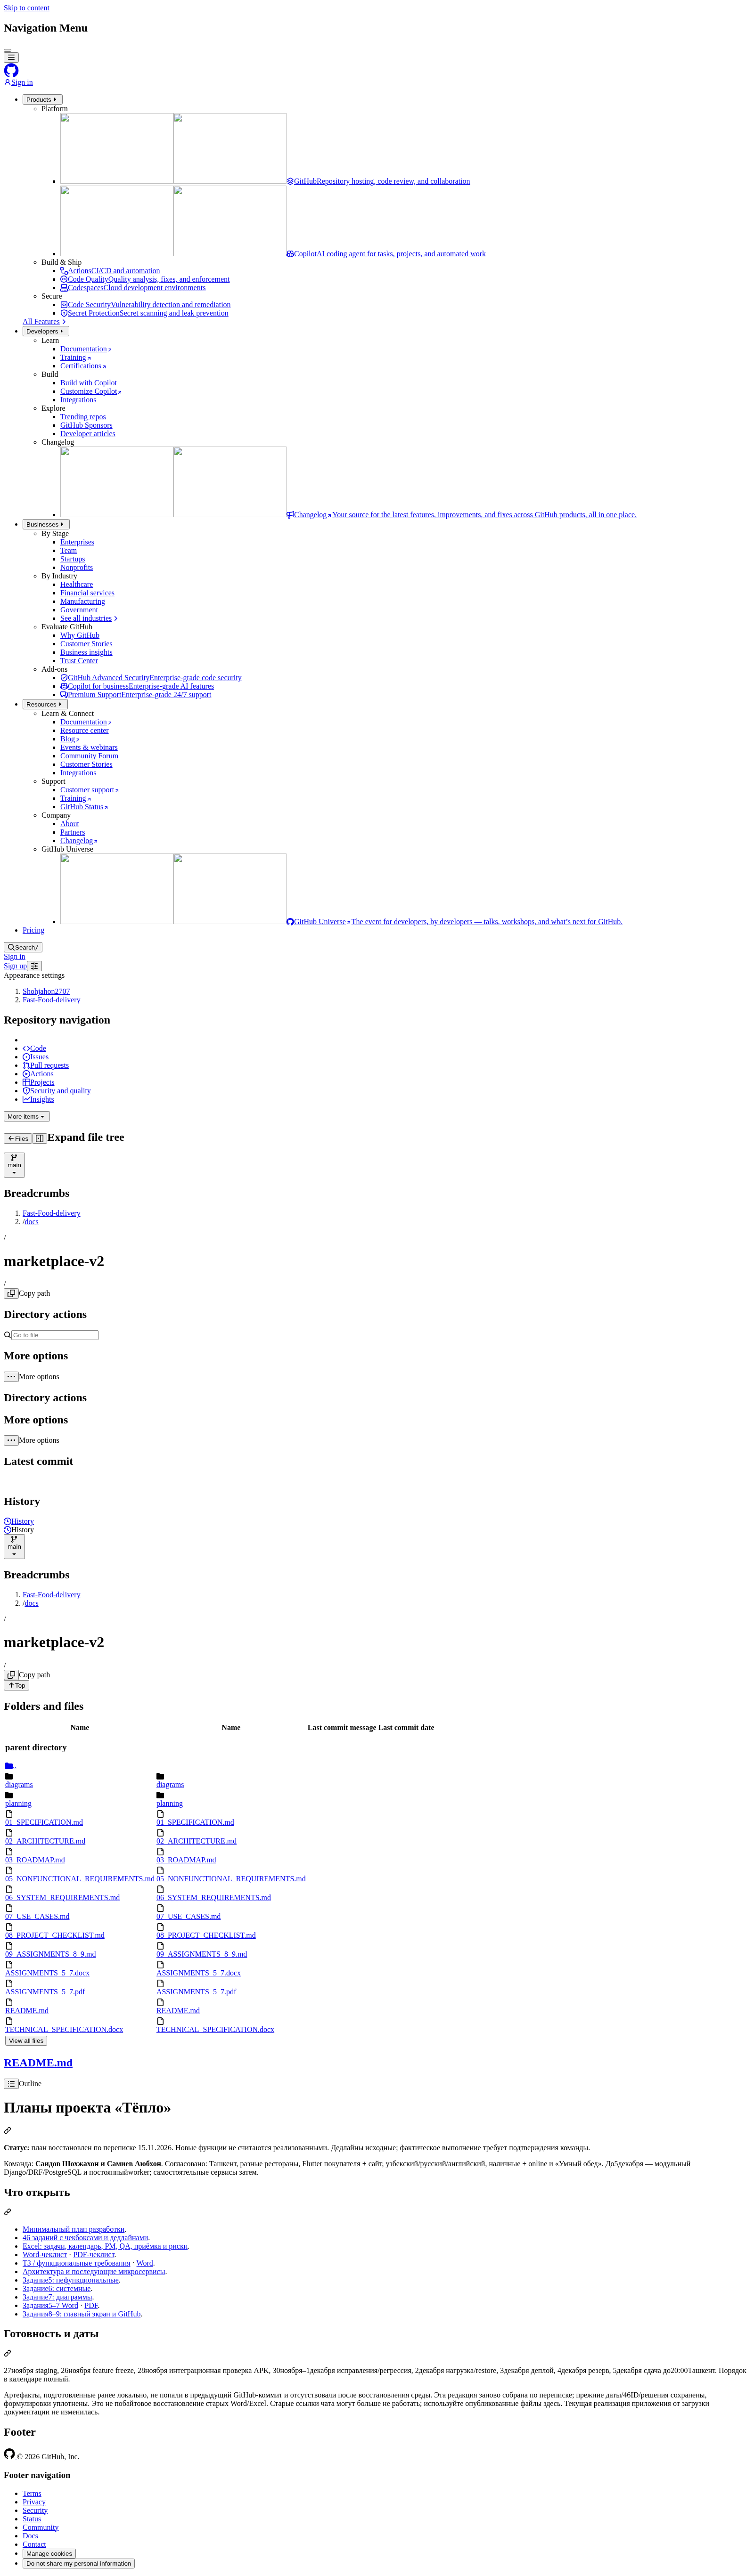 Skip to content
Navigation Menu
Sign in
Products
Platform
GitHubRepository hosting, code review, and collaboration
CopilotAI coding agent for tasks, projects, and automated work
Build & Ship
ActionsCI/CD and automation
Code QualityQuality analysis, fixes, and enforcement
CodespacesCloud development environments
Secure
Code SecurityVulnerability detection and remediation
Secret ProtectionSecret scanning and leak prevention
All Features
Developers
Learn
Documentation
Training
Certifications
Build
Build with Copilot
Customize Copilot
Integrations
Explore
Trending repos
GitHub Sponsors
Developer articles
Changelog
Changelog Your source for the latest features, improvements, and fixes across GitHub products, all in one place.
Businesses
By Stage
Enterprises
Team
Startups
Nonprofits
By Industry
Healthcare
Financial services
Manufacturing
Government
See all industries
Evaluate GitHub
Why GitHub
Customer Stories
Business insights
Trust Center
Add-ons
GitHub Advanced SecurityEnterprise-grade code security
Copilot for businessEnterprise-grade AI features
Premium SupportEnterprise-grade 24/7 support
Resources
Learn & Connect
Documentation
Resource center
Blog
Events & webinars
Community Forum
Customer Stories
Integrations
Support
Customer support
Training
GitHub Status
Company
About
Partners
Changelog
GitHub Universe
GitHub Universe The event for developers, by developers — talks, workshops, and what's next for GitHub.
Pricing
Search/
Sign in
Sign up
Appearance settings
1. Shohjahon2707
2. Fast-Food-delivery
Repository navigation
Code
Issues
Pull requests
Actions
Projects
Security and quality
Insights
More items
Files Expand file tree
main
Breadcrumbs
1. Fast-Food-delivery
2. /docs
/
marketplace-v2
/
Copy path
Directory actions
Go to file
More options
More options
Directory actions
More options
More options
Latest commit
History
History
History
main
Breadcrumbs
1. Fast-Food-delivery
2. /docs
/
marketplace-v2
/
Copy path
Top
Folders and files
Name Name Last commit message Last commit date
parent directory
..
diagrams diagrams
planning planning
01_SPECIFICATION.md 01_SPECIFICATION.md
02_ARCHITECTURE.md 02_ARCHITECTURE.md
03_ROADMAP.md 03_ROADMAP.md
05_NONFUNCTIONAL_REQUIREMENTS.md 05_NONFUNCTIONAL_REQUIREMENTS.md
06_SYSTEM_REQUIREMENTS.md 06_SYSTEM_REQUIREMENTS.md
07_USE_CASES.md 07_USE_CASES.md
08_PROJECT_CHECKLIST.md 08_PROJECT_CHECKLIST.md
09_ASSIGNMENTS_8_9.md 09_ASSIGNMENTS_8_9.md
ASSIGNMENTS_5_7.docx ASSIGNMENTS_5_7.docx
ASSIGNMENTS_5_7.pdf ASSIGNMENTS_5_7.pdf
README.md README.md
TECHNICAL_SPECIFICATION.docx TECHNICAL_SPECIFICATION.docx
View all files
README.md
Outline
Планы проекта «Тёпло»
Статус: план восстановлен по переписке 15.11.2026. Новые функции не считаются реализованными. Дедлайны исходные; фактическое выполнение требует подтверждения команды.
Команда: Саидов Шохжахон и Самиев Аюбхон. Согласовано: Ташкент, разные рестораны, Flutter покупателя + сайт, узбекский/русский/английский, наличные + online и «Умный обед». До5декабря — модульный
Django/DRF/PostgreSQL и постоянныйworker; самостоятельные сервисы затем.
Что открыть
Минимальный план разработки.
46 заданий с чекбоксами и дедлайнами.
Excel: задачи, календарь, PM, QA, приёмка и риски.
Word-чеклист · PDF-чеклист.
ТЗ / функциональные требования · Word.
Архитектура и последующие микросервисы.
Задание5: нефункциональные.
Задание6: системные.
Задание7: диаграммы.
Задания5–7 Word · PDF.
Задания8–9: главный экран и GitHub.
Готовность и даты
27ноября staging, 26ноября feature freeze, 28ноября интеграционная проверка APK, 30ноября–1декабря исправления/регрессия, 2декабря нагрузка/restore, 3декабря деплой, 4декабря резерв, 5декабря сдача до20:00Ташкент. Порядок
в календаре полный.
Артефакты, подготовленные ранее локально, не попали в предыдущий GitHub-коммит и отсутствовали после восстановления среды. Эта редакция заново собрана по переписке; прежние даты/46ID/решения сохранены,
формулировки уплотнены. Это не побайтовое восстановление старых Word/Excel. Старые ссылки чата могут больше не работать; используйте опубликованные файлы здесь. Текущая реализация приложения от загрузки
документации не изменилась.
Footer
© 2026 GitHub, Inc.
Footer navigation
Terms
Privacy
Security
Status
Community
Docs
Contact
Manage cookies
Do not share my personal information